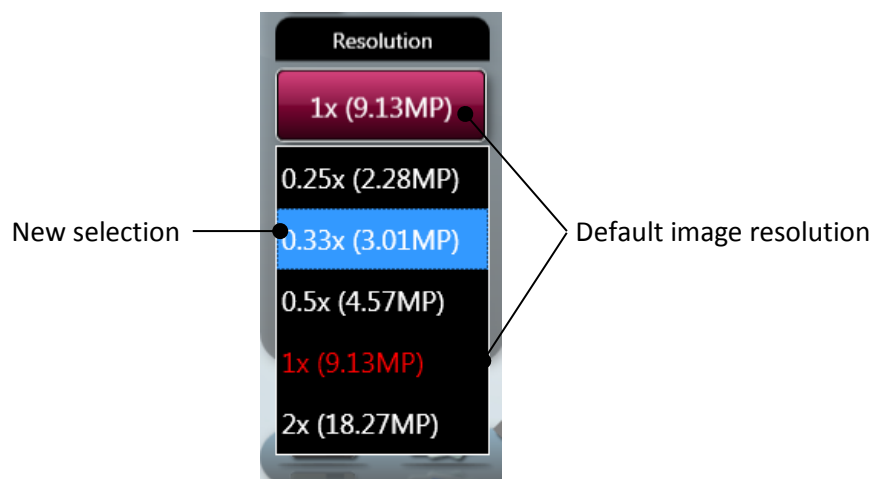 Resolution
1x (9.13MP)
0.25x (2.28MP)
New selection
0.33x (3.01MP)
Default image resolution
0.5x (4.57MP)
1x (9.13MP)
2x (18.27MP)